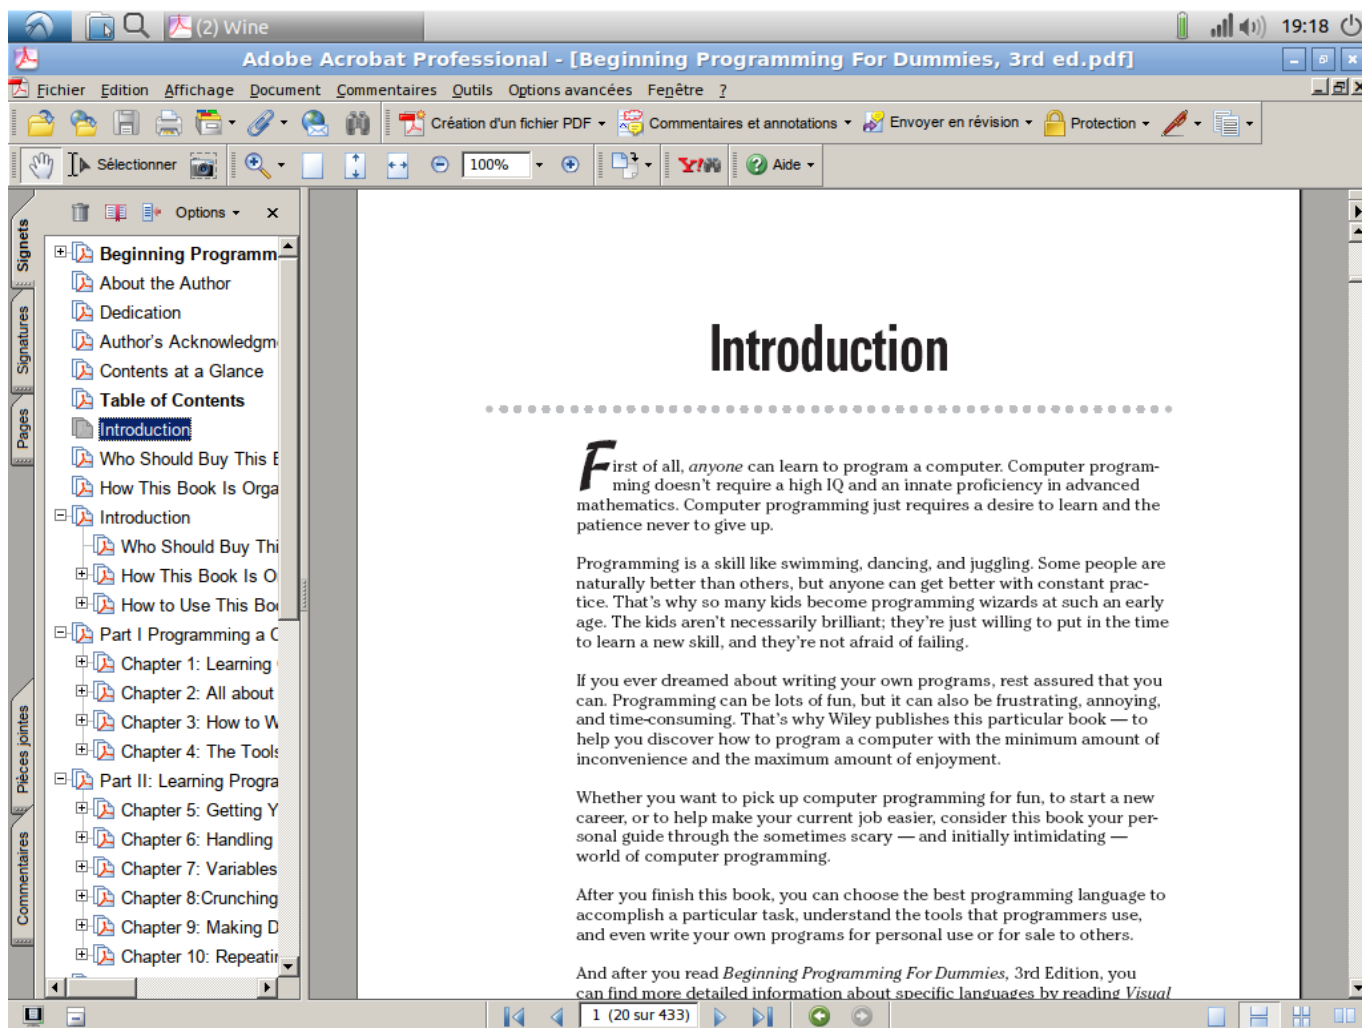 (2) Wine
19:18
Adobe Acrobat Professional - [Beginning Programming For Dummies, 3rd ed.pdf]
Fichier Edition Affichage Document Commentaires Outils Options avancées Fenêtre ?
Création d'un fichier PDF Commentaires et annotations Envoyer en révision Protection
Sélectionner 100% Y! Aide
Options
Signets
Signatures
Pages
Pièces jointes
Commentaires
Beginning Programm
About the Author
Dedication
Author's Acknowledgm
Contents at a Glance
Table of Contents
Introduction
Who Should Buy This B
How This Book Is Orga
Introduction
Who Should Buy Thi
How This Book Is O
How to Use This Boo
Part I Programming a C
Chapter 1: Learning
Chapter 2: All about
Chapter 3: How to W
Chapter 4: The Tools
Part II: Learning Progra
Chapter 5: Getting Y
Chapter 6: Handling
Chapter 7: Variables
Chapter 8:Crunching
Chapter 9: Making D
Chapter 10: Repeatin
Introduction
First of all, anyone can learn to program a computer. Computer program-
ming doesn't require a high IQ and an innate proficiency in advanced
mathematics. Computer programming just requires a desire to learn and the
patience never to give up.
Programming is a skill like swimming, dancing, and juggling. Some people are
naturally better than others, but anyone can get better with constant prac-
tice. That's why so many kids become programming wizards at such an early
age. The kids aren't necessarily brilliant; they're just willing to put in the time
to learn a new skill, and they're not afraid of failing.
If you ever dreamed about writing your own programs, rest assured that you
can. Programming can be lots of fun, but it can also be frustrating, annoying,
and time-consuming. That's why Wiley publishes this particular book — to
help you discover how to program a computer with the minimum amount of
inconvenience and the maximum amount of enjoyment.
Whether you want to pick up computer programming for fun, to start a new
career, or to help make your current job easier, consider this book your per-
sonal guide through the sometimes scary — and initially intimidating —
world of computer programming.
After you finish this book, you can choose the best programming language to
accomplish a particular task, understand the tools that programmers use,
and even write your own programs for personal use or for sale to others.
And after you read Beginning Programming For Dummies, 3rd Edition, you
can find more detailed information about specific languages by reading Visual
1 (20 sur 433)